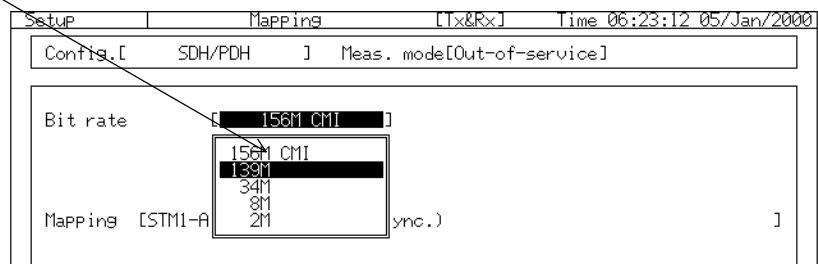 Setup Mapping [Tx&Rx] Time 06:23:12 05/Jan/2000
Config.[ SDH/PDH ] Meas. mode[Out-of-service]
Bit rate [ 156M CMI ]
156M CMI
139M
34M
8M
2M
Mapping [STM1-A ync.) ]